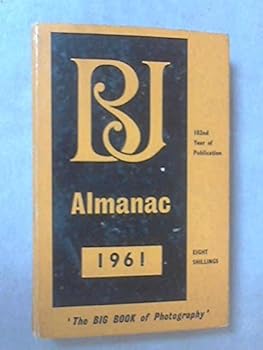 BJ
102nd
Year of
Publication
Almanac
1961
EIGHT
SHILLINGS
'The BIG BOOK of Photography'